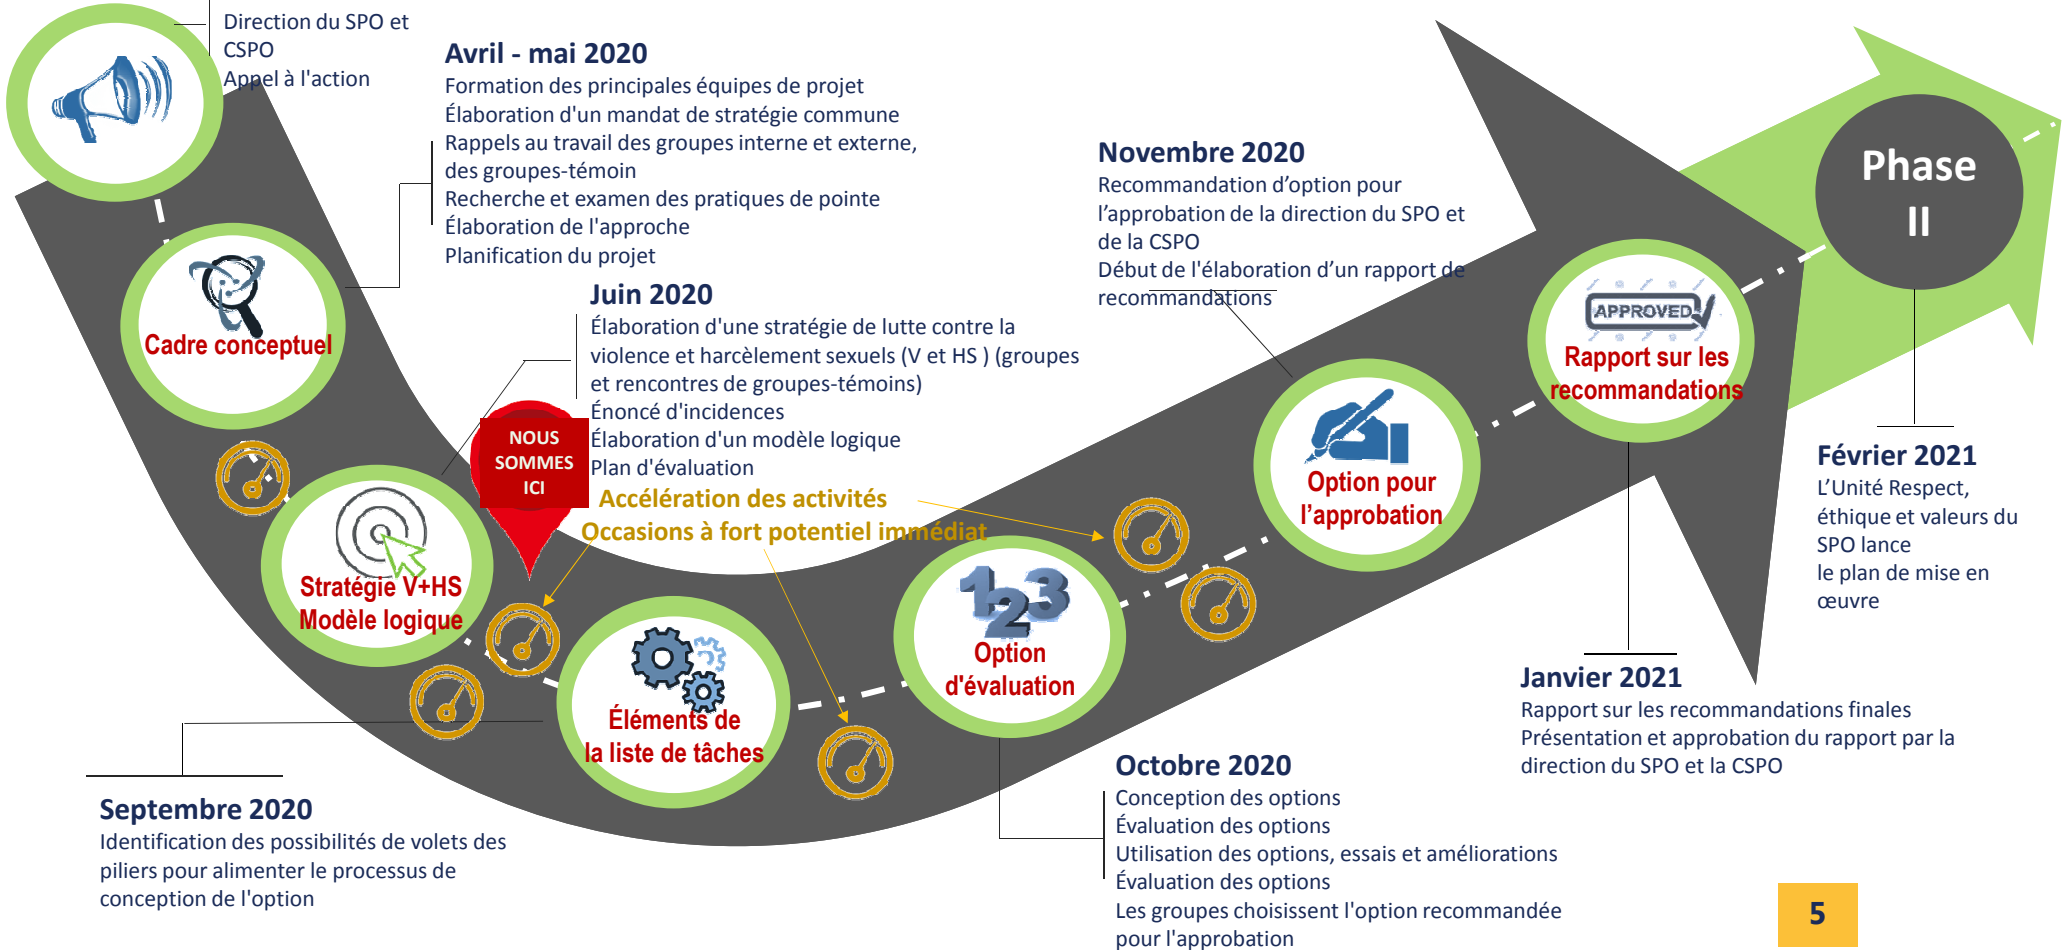 Direction du SPO et
CSPO
Appel à l'action
Avril - mai 2020
Formation des principales équipes de projet
Élaboration d'un mandat de stratégie commune
Rappels au travail des groupes interne et externe,
des groupes-témoin
Recherche et examen des pratiques de pointe
Élaboration de l'approche
Planification du projet
Cadre conceptuel
Juin 2020
Élaboration d'une stratégie de lutte contre la
violence et harcèlement sexuels (V et HS ) (groupes
et rencontres de groupes-témoins)
Énoncé d'incidences
Élaboration d'un modèle logique
Plan d'évaluation
NOUS
SOMMES
ICI
Accélération des activités
Occasions à fort potentiel immédiat
Stratégie V+HS
Modèle logique
Septembre 2020
Identification des possibilités de volets des
piliers pour alimenter le processus de
conception de l'option
Éléments de
la liste de tâches
123
Option
d'évaluation
Octobre 2020
Conception des options
Évaluation des options
Utilisation des options, essais et améliorations
Évaluation des options
Les groupes choisissent l'option recommandée
pour l'approbation
Novembre 2020
Recommandation d’option pour
l’approbation de la direction du SPO et
de la CSPO
Début de l'élaboration d’un rapport de
recommandations
Option pour
l’approbation
APPROVED
Rapport sur les
recommandations
Janvier 2021
Rapport sur les recommandations finales
Présentation et approbation du rapport par la
direction du SPO et la CSPO
Phase
II
Février 2021
L’Unité Respect,
éthique et valeurs du
SPO lance
le plan de mise en
œuvre
5